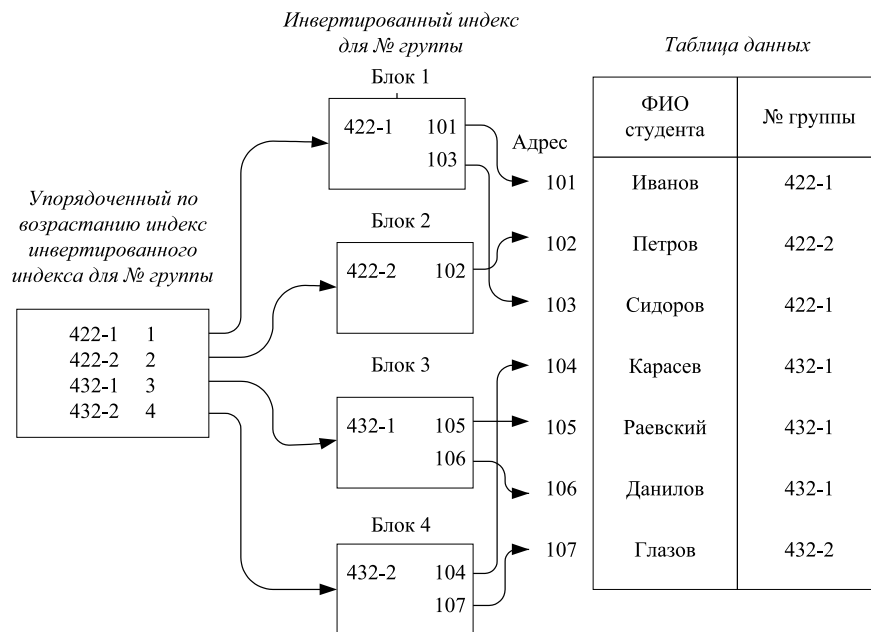 Инвертированный индекс
для № группы
Таблица данных
Блок 1
422-1 101
103
Адрес
ФИО
студента
№ группы
Упорядоченный по
возрастанию индекс
инвертированного
индекса для № группы
422-1 1
422-2 2
432-1 3
432-2 4
Блок 2
422-2 102
Блок 3
432-1 105
106
Блок 4
432-2 104
107
101 Иванов 422-1
102 Петров 422-2
103 Сидоров 422-1
104 Карасев 432-1
105 Раевский 432-1
106 Данилов 432-1
107 Глазов 432-2